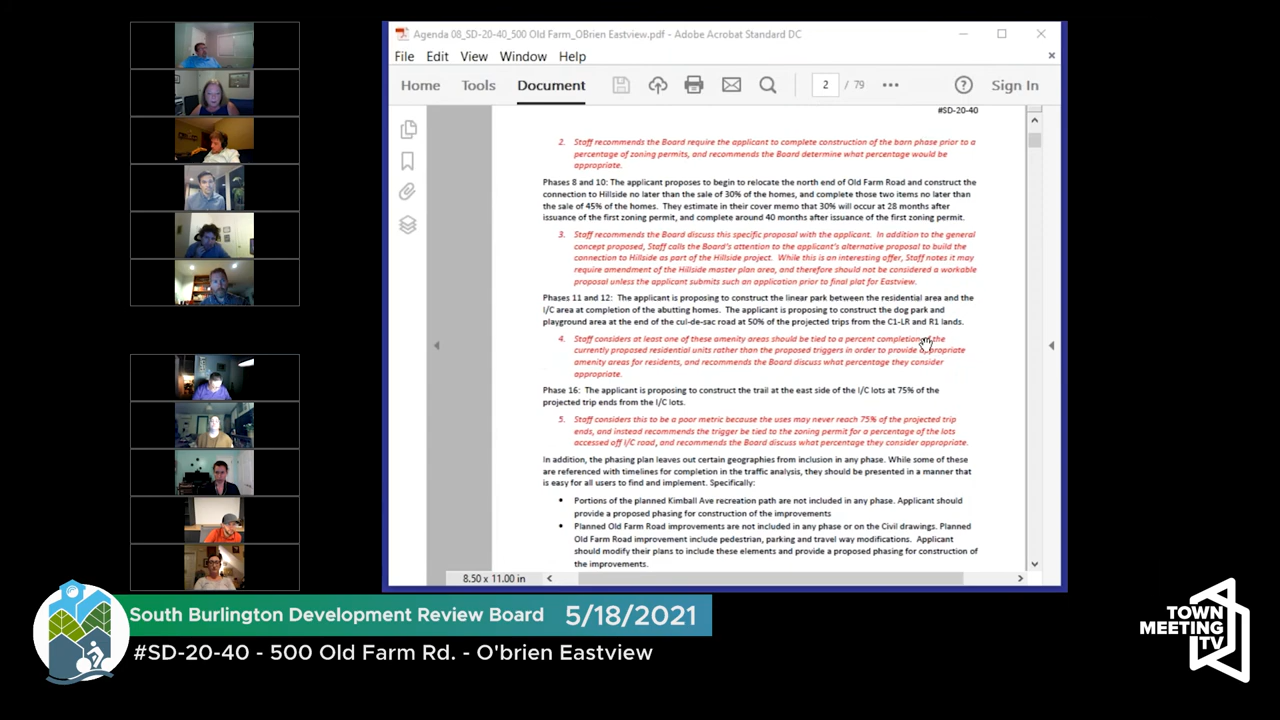 Agenda 08_SD-20-40_500 Old Farm_OBrien Eastview.pdf - Adobe Acrobat Standard DC
File Edit View Window Help
Home Tools Document 2 / 79 Sign In
#SD-20-40
2. Staff recommends the Board require the applicant to complete construction of the barn phase prior to a
percentage of zoning permits, and recommends the Board determine what percentage would be
appropriate.
Phases 8 and 10: The applicant proposes to begin to relocate the north end of Old Farm Road and construct the
connection to Hillside no later than the sale of 30% of the homes, and complete those two items no later than
the sale of 45% of the homes. They estimate in their cover memo that 30% will occur at 28 months after
issuance of the first zoning permit, and complete around 40 months after issuance of the first zoning permit.
3. Staff recommends the Board discuss this specific proposal with the applicant. In addition to the general
concept proposed, Staff calls the Board's attention to the applicant's alternative proposal to build the
connection to Hillside as part of the Hillside project. While this is an interesting offer, Staff notes it may
require amendment of the Hillside master plan area, and therefore should not be considered a workable
proposal unless the applicant submits such an application prior to final plat for Eastview.
Phases 11 and 12: The applicant is proposing to construct the linear park between the residential area and the
I/C area at completion of the abutting homes. The applicant is proposing to construct the dog park and
playground area at the end of the cul-de-sac road at 50% of the projected trips from the C1-LR and R1 lands.
4. Staff considers at least one of these amenity areas should be tied to a percent completion of the
currently proposed residential units rather than the proposed triggers in order to provide appropriate
amenity areas for residents, and recommends the Board discuss what percentage they consider
appropriate.
Phase 16: The applicant is proposing to construct the trail at the east side of the I/C lots at 75% of the
projected trip ends from the I/C lots.
5. Staff considers this to be a poor metric because the uses may never reach 75% of the projected trip
ends, and instead recommends the trigger be tied to the zoning permit for a percentage of the lots
accessed off I/C road, and recommends the Board discuss what percentage they consider appropriate.
In addition, the phasing plan leaves out certain geographies from inclusion in any phase. While some of these
are referenced with timelines for completion in the traffic analysis, they should be presented in a manner that
is easy for all users to find and implement. Specifically:
• Portions of the planned Kimball Ave recreation path are not included in any phase. Applicant should
provide a proposed phasing for construction of the improvements
• Planned Old Farm Road improvements are not included in any phase or on the Civil drawings. Planned
Old Farm Road improvement include pedestrian, parking and travel way modifications. Applicant
should modify their plans to include these elements and provide a proposed phasing for construction of
the improvements.
8.50 x 11.00 in
South Burlington Development Review Board 5/18/2021
#SD-20-40 - 500 Old Farm Rd. - O'brien Eastview
TOWN
MEETING
TV